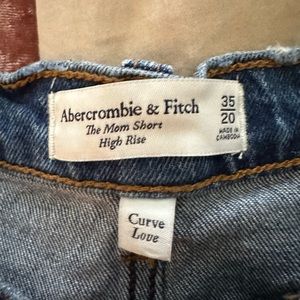 Abercrombie & Fitch
The Mom Short
High Rise
35
20
MADE IN
CAMBODIA
Curve
Love